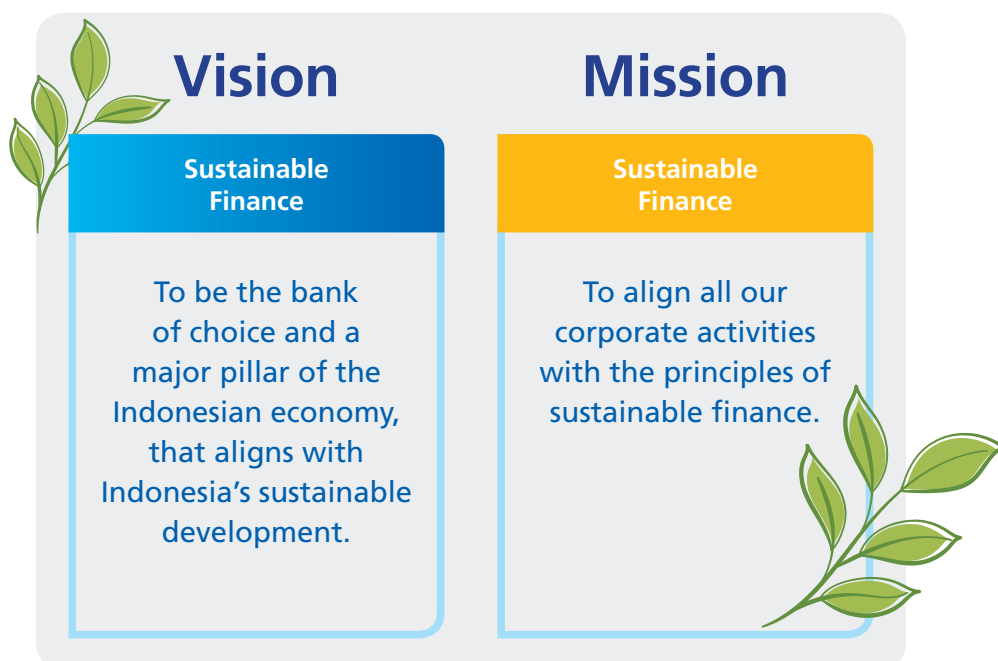 Vision
Sustainable
Finance
To be the bank
of choice and a
major pillar of the
Indonesian economy,
that aligns with
Indonesia’s sustainable
development.
Mission
Sustainable
Finance
To align all our
corporate activities
with the principles of
sustainable finance.